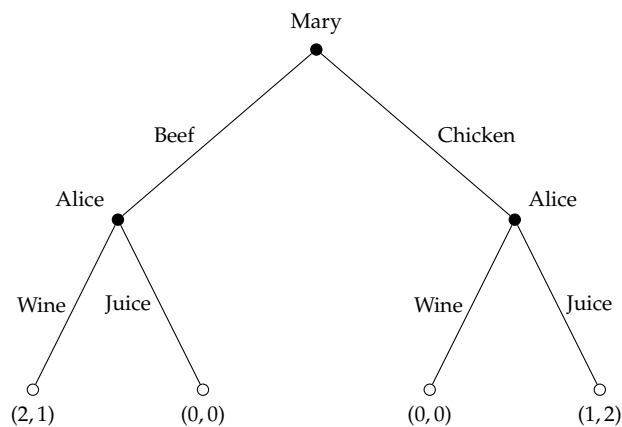 Mary
Beef
Chicken
Alice
Alice
Wine
Juice
Wine
Juice
(2, 1)
(0, 0)
(0, 0)
(1, 2)